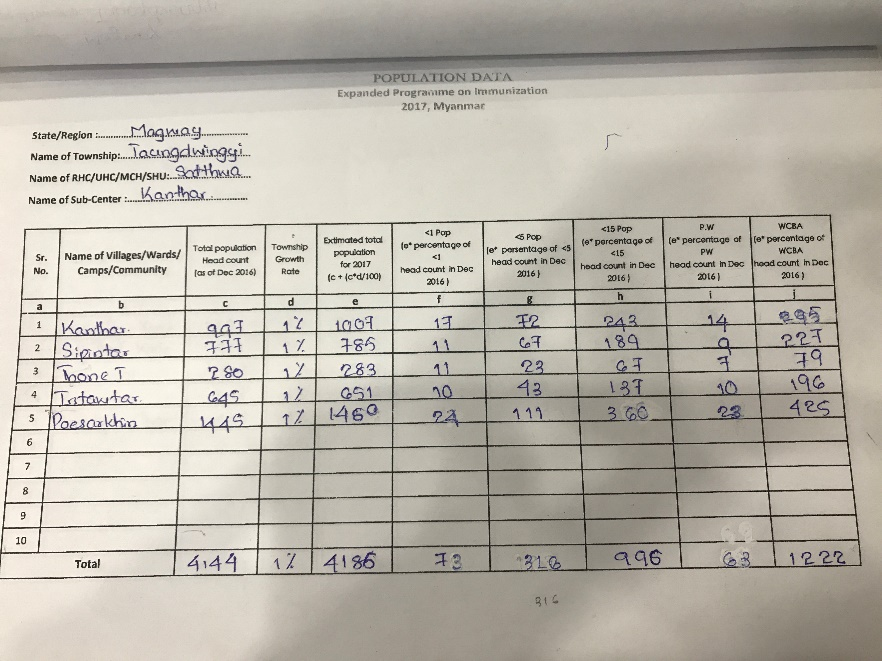 POPULATION DATA
Expanded Programme on Immunization
2017, Myanmar
State/Region :......Magway......
Name of Township:...Taungdwinggyi...
Name of RHC/UHC/MCH/SHU:...Satthwa...
Name of Sub-Center :...Kanthar...
Sr. No. Name of Villages/Wards/ Camps/Community Total population Head count (as of Dec 2016) Township Growth Rate Extimated total population for 2017 (c + (c*d/100) <1 Pop (e* percentage of <1 head count in Dec 2016 ) <5 Pop (e* persentage of <5 head count in Dec 2016 ) <15 Pop (e* percentage of <15 head count in Dec 2016 ) P.W (e* percentage of PW head count in Dec 2016 ) WCBA (e* percentage of WCBA head count in Dec 2016 )
a b c d e f g h i j
1 Kanthar. 997 1% 1007 17 72 243 14 295
2 Sipintar 777 1% 785 11 67 189 9 227
3 Thone T 280 1% 283 11 23 67 7 79
4 645 1% 651 10 43 137 10 196
5 Poesarkhin 1445 1% 1460 24 111 360 23 425
6
7
8
9
10
Total 4144 1% 4186 73 316 996 63 1222
316